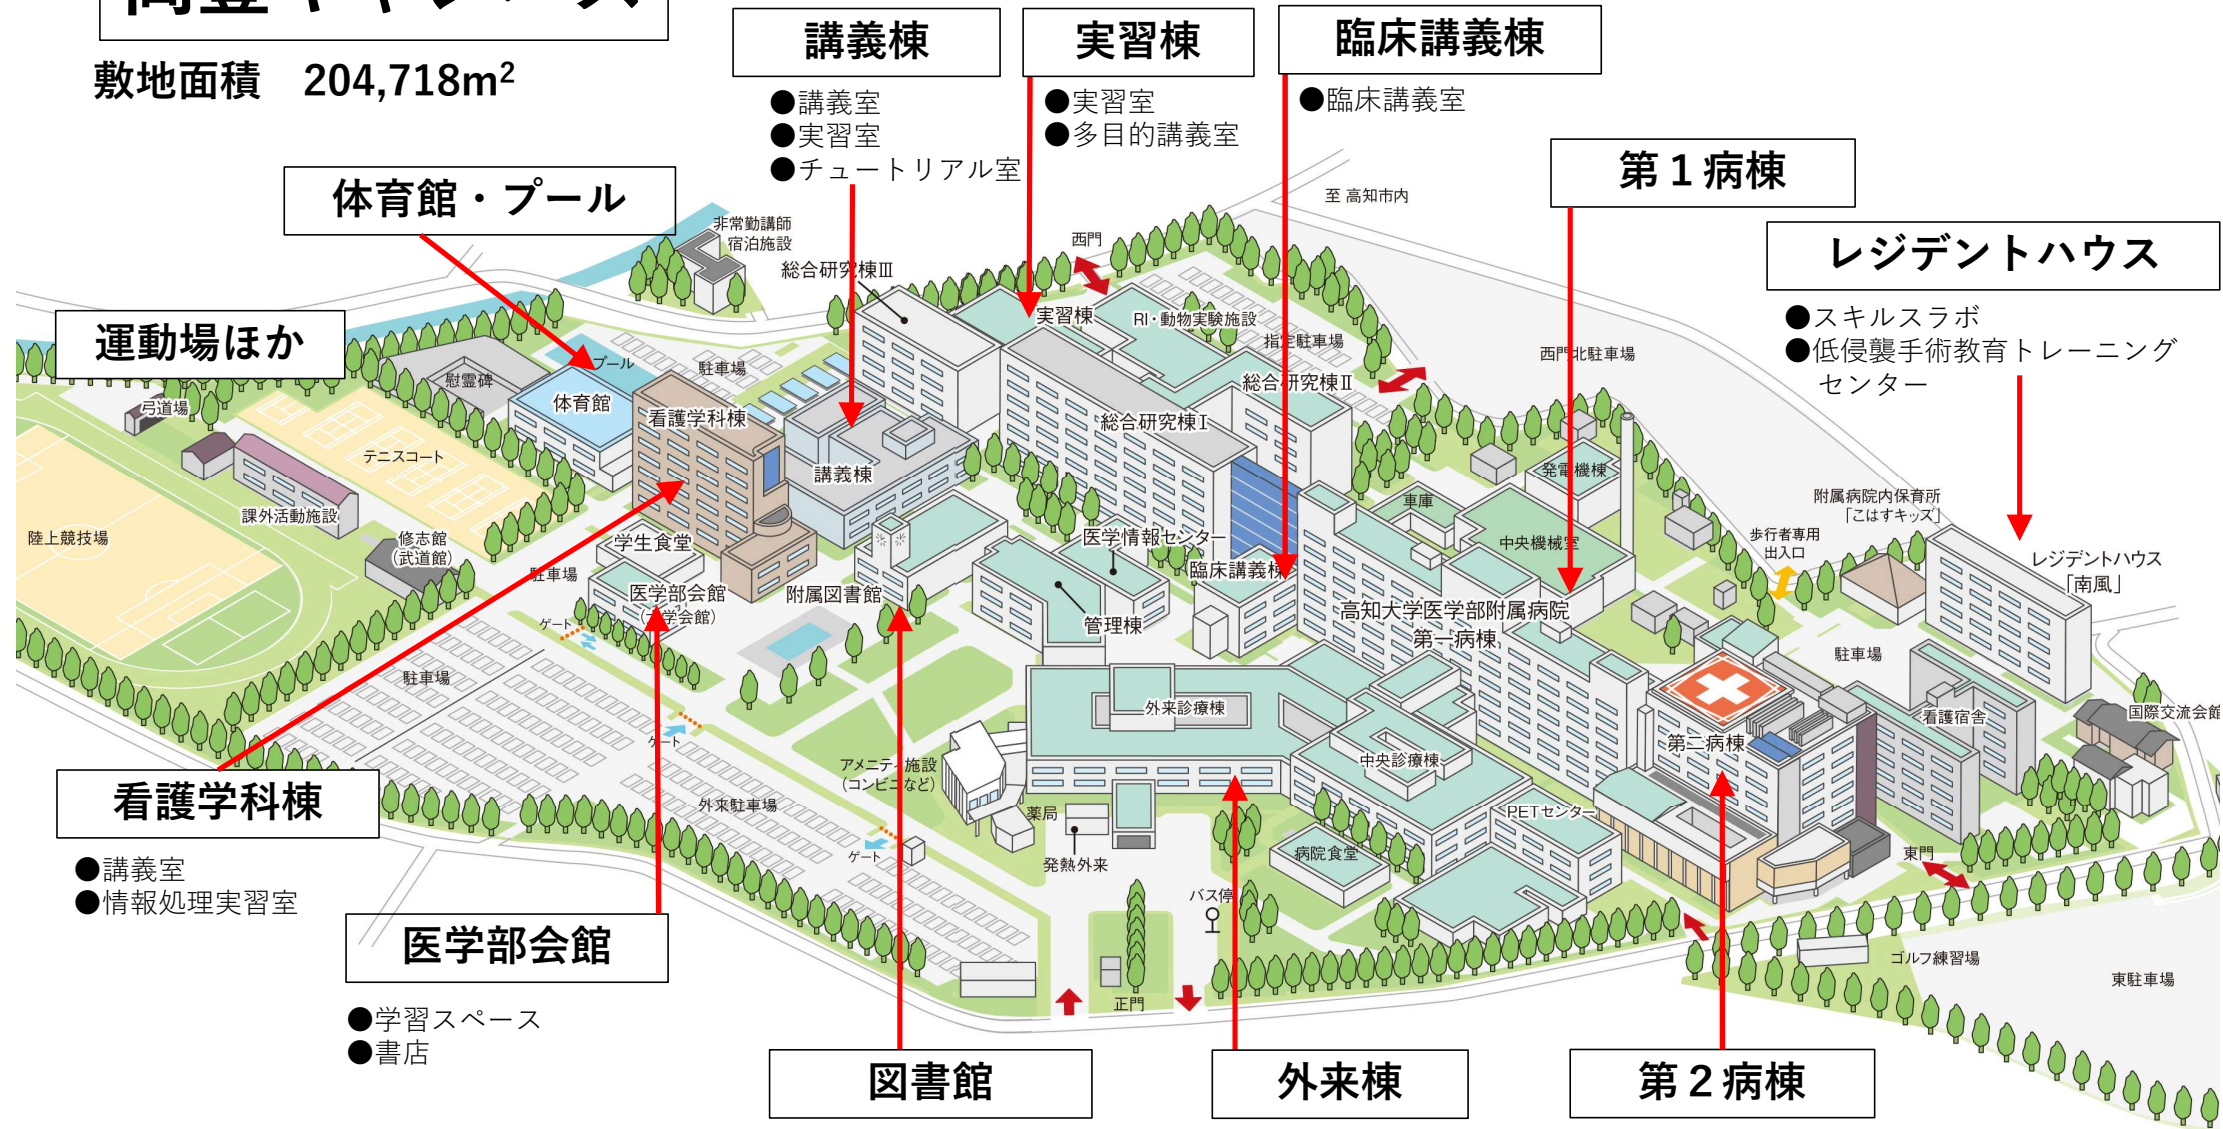 敷地面積 204,718m²
講義棟
●講義室
●実習室
●チュートリアル室
実習棟
●実習室
●多目的講義室
臨床講義棟
●臨床講義室
体育館・プール
第１病棟
レジデントハウス
●スキルスラボ
●低侵襲手術教育トレーニング
センター
運動場ほか
至 高知市内
非常勤講師
宿泊施設
西門
総合研究棟Ⅲ
実習棟
RI・動物実験施設
指定駐車場
西門北駐車場
プール
駐車場
慰霊碑
体育館
看護学科棟
総合研究棟Ⅱ
総合研究棟Ⅰ
弓道場
テニスコート
講義棟
発電機棟
車庫
附属病院内保育所
「こはすキッズ」
課外活動施設
陸上競技場
修志館
(武道館)
学生食堂
医学情報センター
中央機械室
歩行者専用
出入口
レジデントハウス
「南風」
駐車場
医学部会館
附属図書館
臨床講義棟
管理棟
高知大学医学部附属病院
第一病棟
ゲート
駐車場
駐車場
外来診療棟
看護宿舎
国際交流会館
ゲート
第二病棟
アメニティ施設
(コンビニなど)
中央診療棟
外来駐車場
薬局
PETセンター
ゲート
発熱外来
病院食堂
東門
バス停
正門
ゴルフ練習場
東駐車場
看護学科棟
●講義室
●情報処理実習室
医学部会館
●学習スペース
●書店
図書館
外来棟
第２病棟